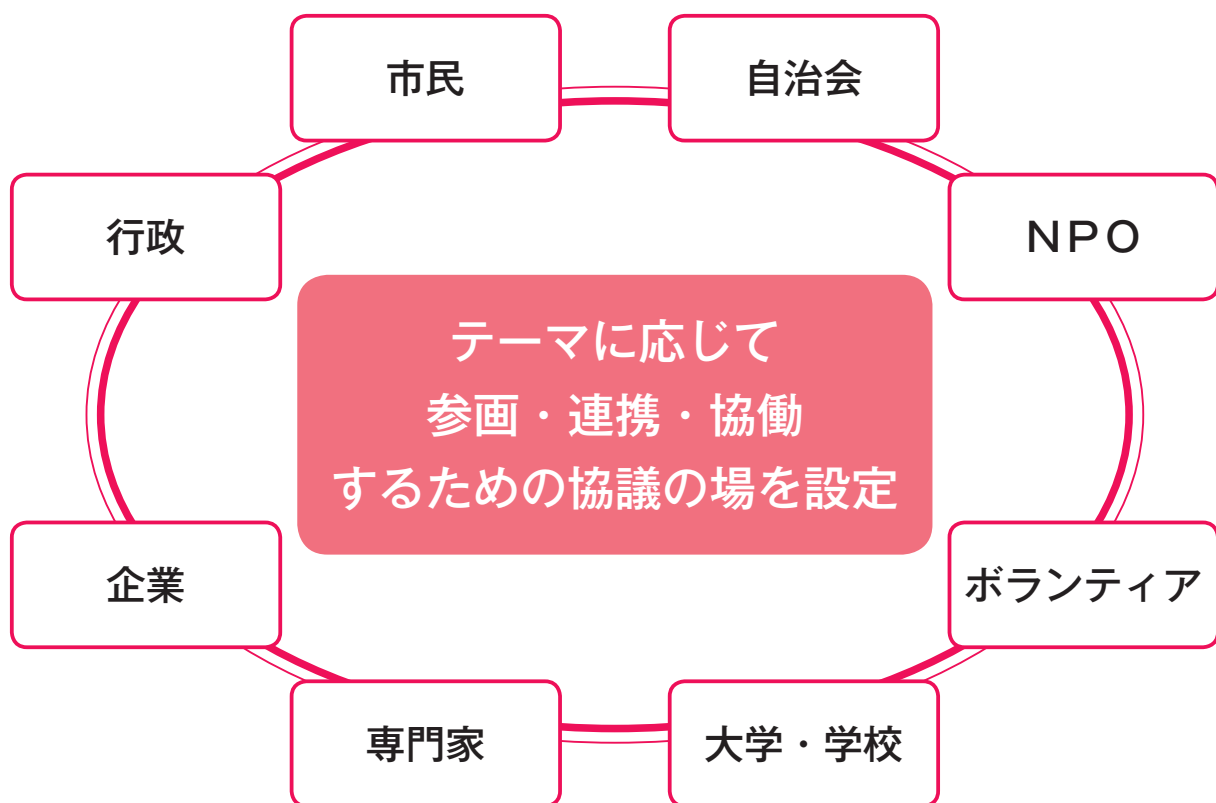 市民
自治会
行政
ＮＰＯ
テーマに応じて
参画・連携・協働
するための協議の場を設定
企業
ボランティア
専門家
大学・学校